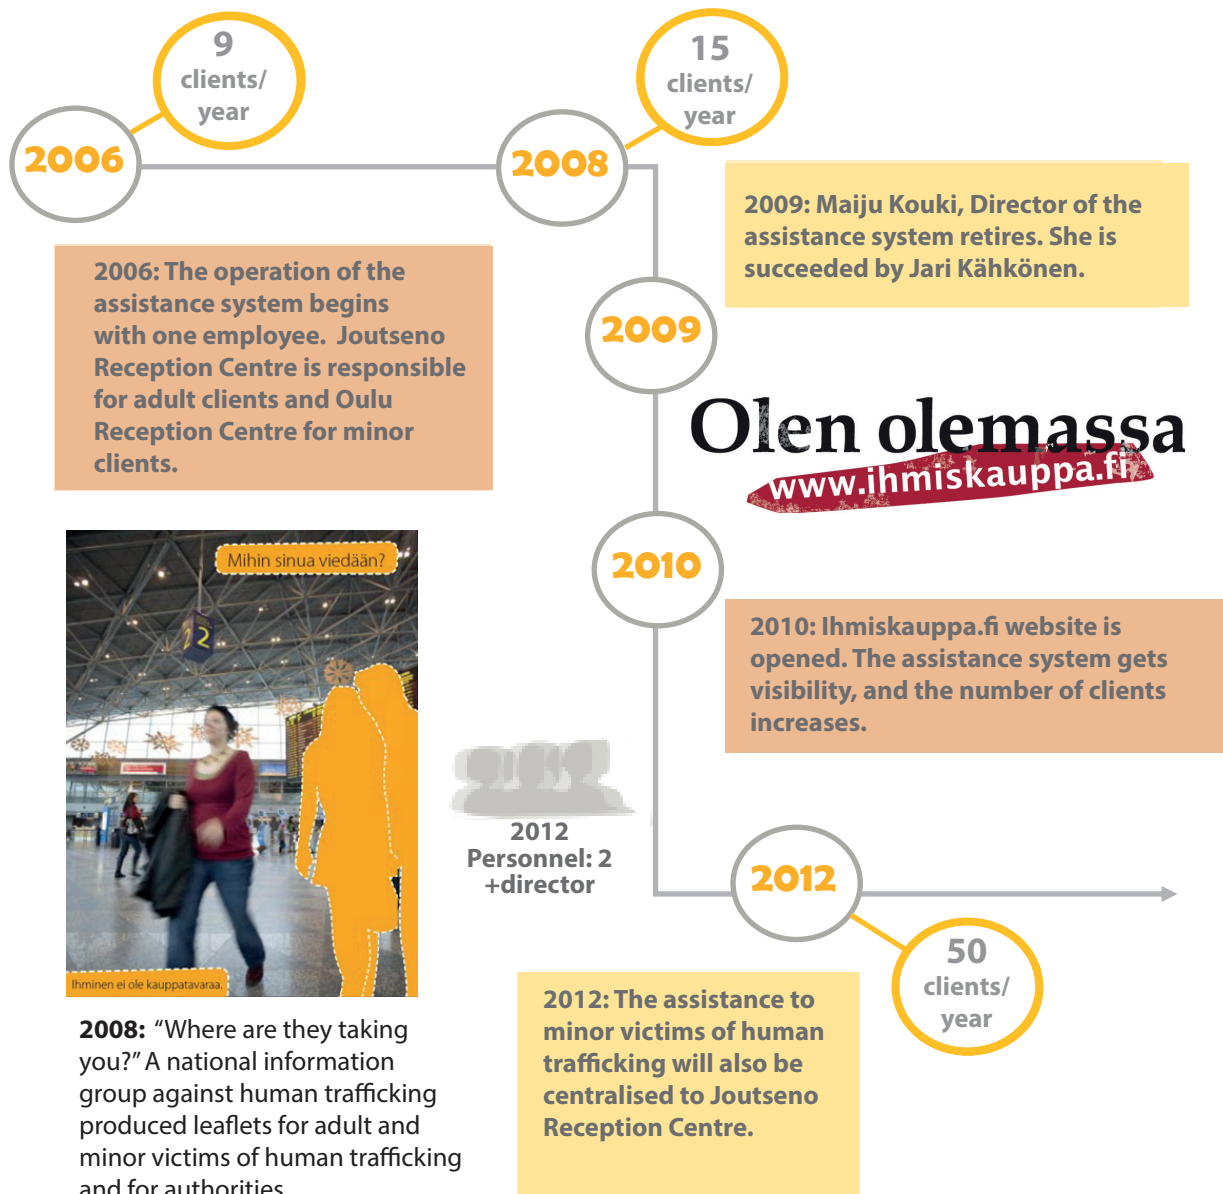 9
clients/
year
15
clients/
year
2006
2008
2009: Maiju Kouki, Director of the
assistance system retires. She is
succeeded by Jari Kähkönen.
2006: The operation of the
assistance system begins
with one employee. Joutseno
Reception Centre is responsible
for adult clients and Oulu
Reception Centre for minor
clients.
2009
Olen olemassa
www.ihmiskauppa.fi
Mihin sinua viedään?
2
2
2010
2010: Ihmiskauppa.fi website is
opened. The assistance system gets
visibility, and the number of clients
increases.
2012
Personnel: 2
+director
2012
Ihminen ei ole kauppatavaraa.
50
clients/
year
2012: The assistance to
minor victims of human
trafficking will also be
centralised to Joutseno
Reception Centre.
2008: “Where are they taking
you?” A national information
group against human trafficking
produced leaflets for adult and
minor victims of human trafficking
and for authorities